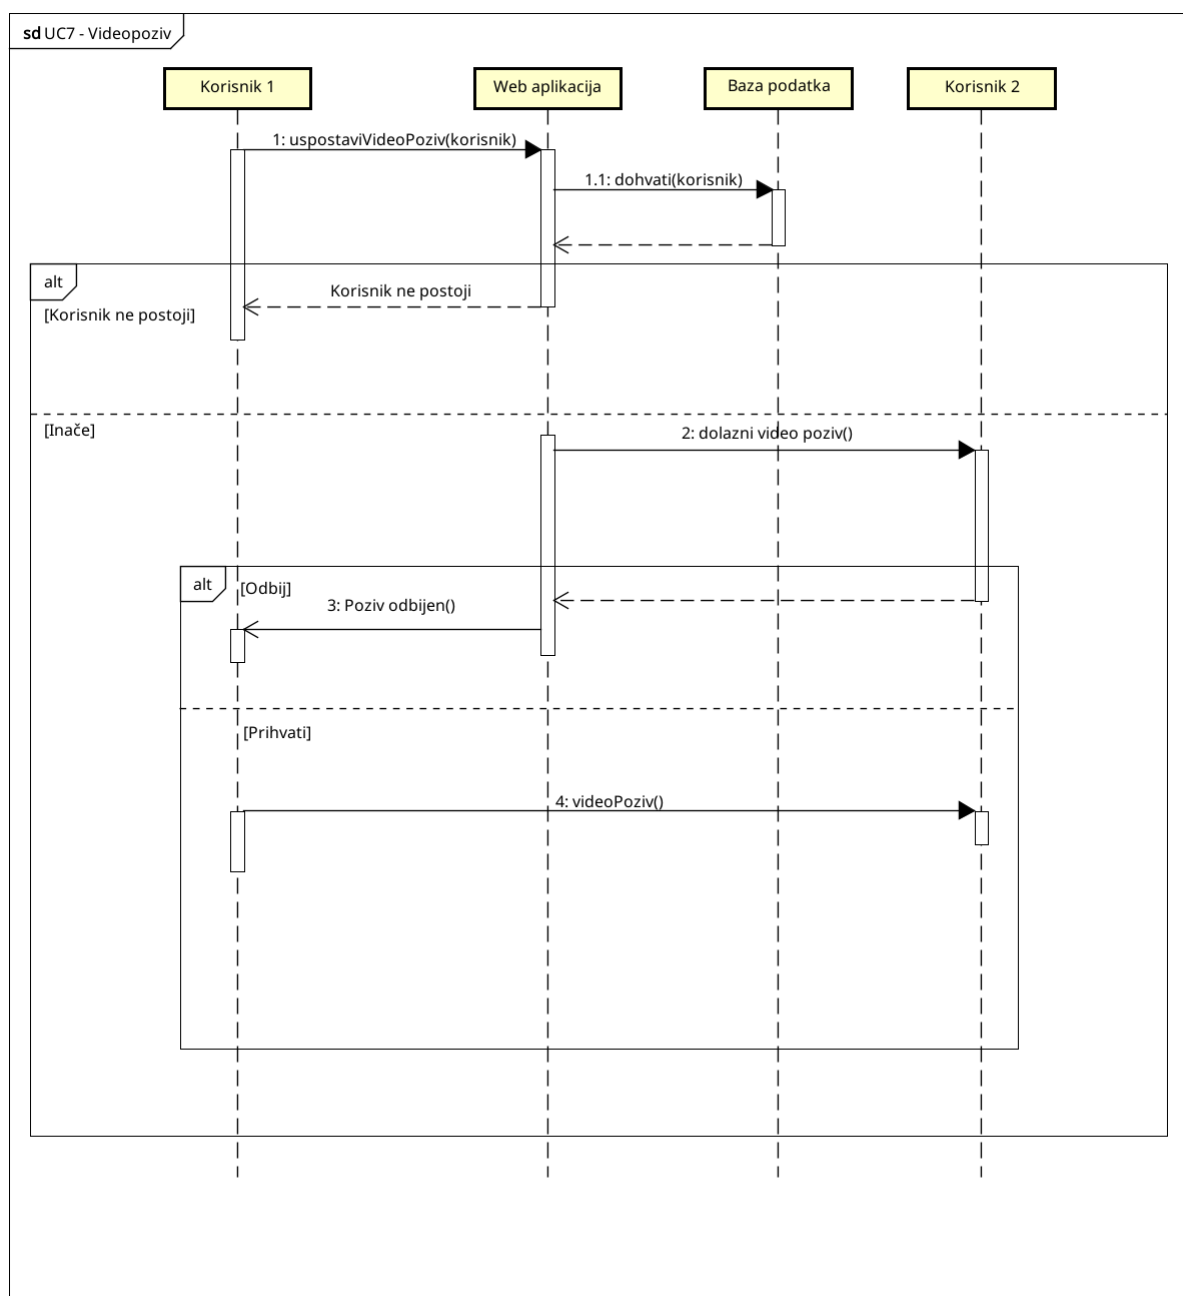 sd UC7 - Videopoziv
Korisnik 1
Web aplikacija
Baza podatka
Korisnik 2
1: uspostaviVideoPoziv(korisnik)
1.1: dohvati(korisnik)
alt
Korisnik ne postoji
[Korisnik ne postoji]
[Inače]
2: dolazni video poziv()
alt
[Odbij]
3: Poziv odbijen()
[Prihvati]
4: videoPoziv()